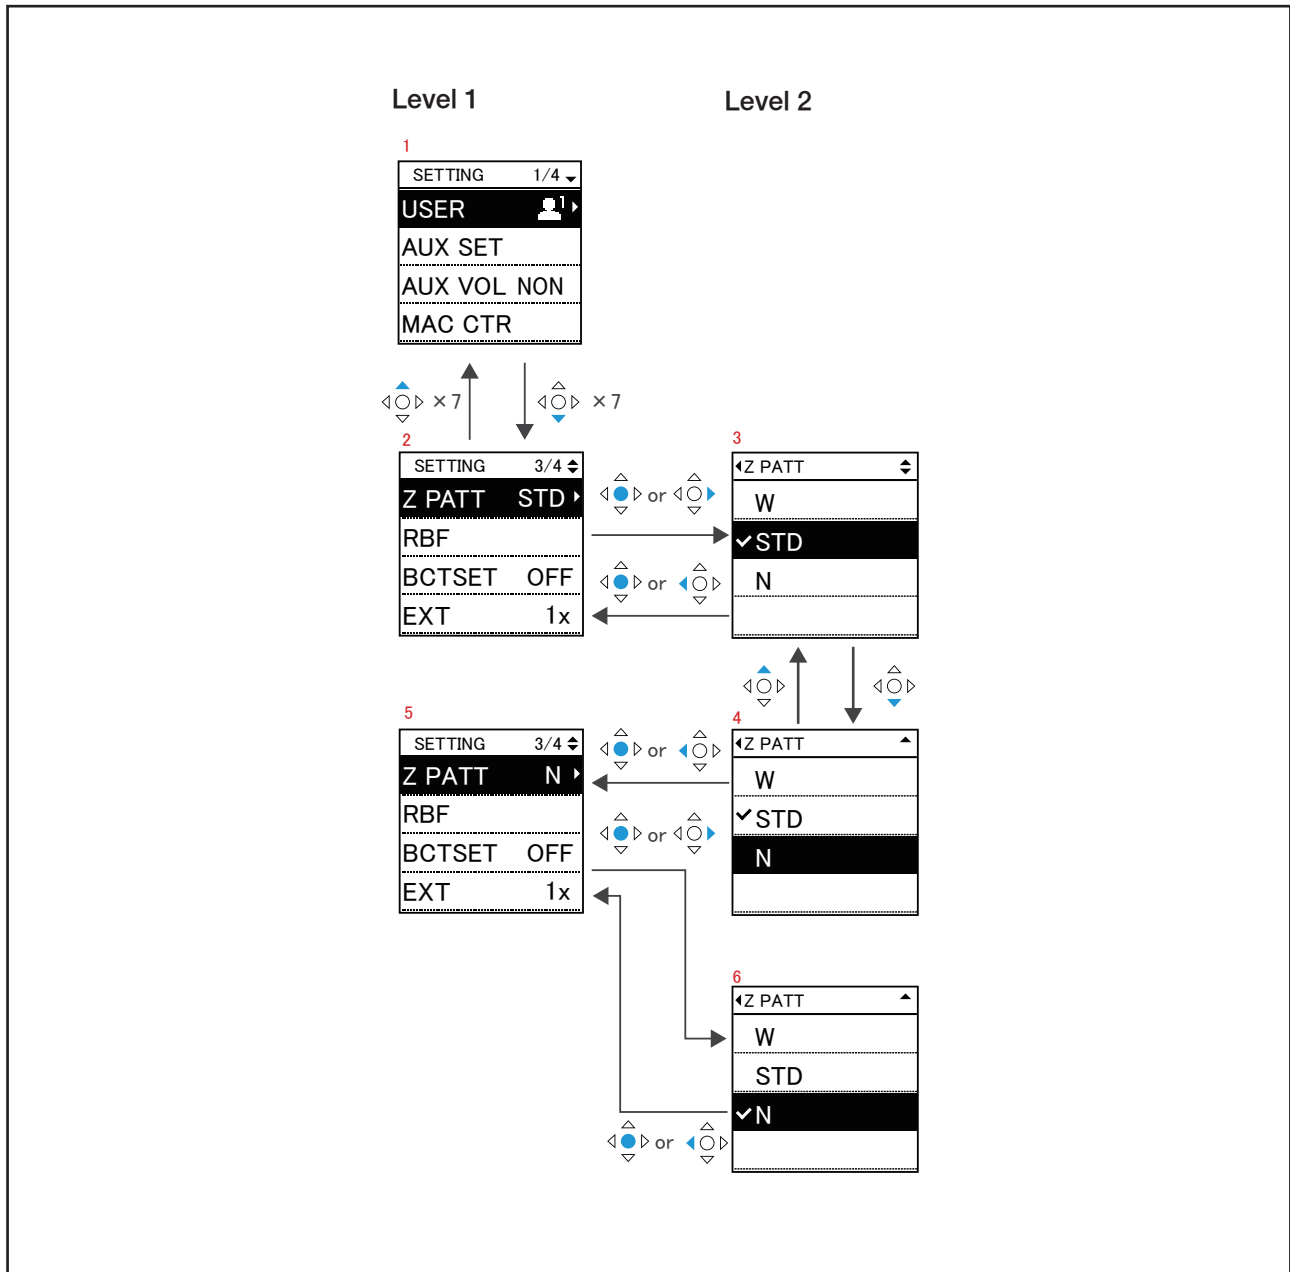 Level 1
Level 2
1
SETTING 1/4
USER 1
AUX SET
AUX VOL NON
MAC CTR
×7
×7
2
SETTING 3/4
Z PATT STD
RBF
BCTSET OFF
EXT 1x
or
or
3
Z PATT
W
STD
N
5
SETTING 3/4
Z PATT N
RBF
BCTSET OFF
EXT 1x
or
or
4
Z PATT
W
STD
N
6
Z PATT
W
STD
N
or